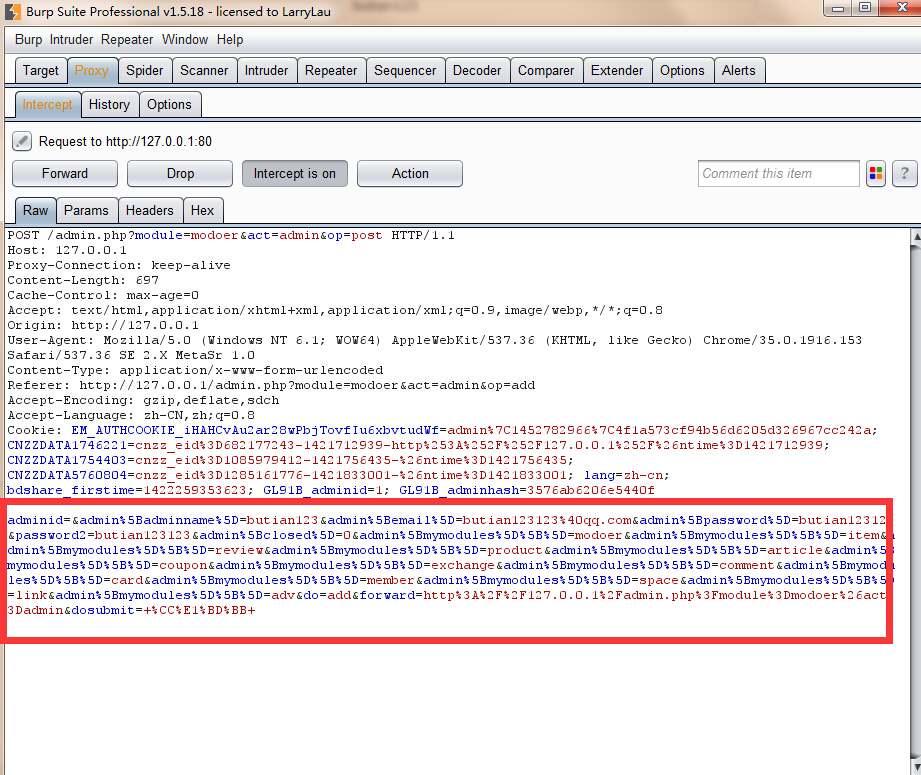 Burp Suite Professional v1.5.18 - licensed to LarryLau
Burp Intruder Repeater Window Help
Target Proxy Spider Scanner Intruder Repeater Sequencer Decoder Comparer Extender Options Alerts
Intercept History Options
Request to http://127.0.0.1:80
Forward Drop Intercept is on Action Comment this item ?
Raw Params Headers Hex
POST /admin.php?module=modoer&act=admin&op=post HTTP/1.1
Host: 127.0.0.1
Proxy-Connection: keep-alive
Content-Length: 697
Cache-Control: max-age=0
Accept: text/html,application/xhtml+xml,application/xml;q=0.9,image/webp,*/*;q=0.8
Origin: http://127.0.0.1
User-Agent: Mozilla/5.0 (Windows NT 6.1; WOW64) AppleWebKit/537.36 (KHTML, like Gecko) Chrome/35.0.1916.153
Safari/537.36 SE 2.X MetaSr 1.0
Content-Type: application/x-www-form-urlencoded
Referer: http://127.0.0.1/admin.php?module=modoer&act=admin&op=add
Accept-Encoding: gzip,deflate,sdch
Accept-Language: zh-CN,zh;q=0.8
Cookie: EM_AUTHCOOKIE_iHAHCvAu2ar28wPbjTovfIu6xbvtudWf=admin%7C1452782966%7C4f1a573cf94b56d6205d326967cc242a;
CNZZDATA1746221=cnzz_eid%3D682177243-1421712939-http%253A%252F%252F127.0.0.1%252F%26ntime%3D1421712939;
CNZZDATA1754403=cnzz_eid%3D1085979412-1421756435-%26ntime%3D1421756435;
CNZZDATA5760804=cnzz_eid%3D1285161776-1421833001-%26ntime%3D1421833001; lang=zh-cn;
bdshare_firstime=1422259353623; GL91B_adminid=1; GL91B_adminhash=3576ab6206e5440f
adminid=&admin%5Badminname%5D=butian123&admin%5Bemail%5D=butian123123%40qq.com&admin%5Bpassword%5D=butian12312
&password2=butian123123&admin%5Bclosed%5D=0&admin%5Bmymodules%5D%5B%5D=modoer&admin%5Bmymodules%5D%5B%5D=item&a
dmin%5Bmymodules%5D%5B%5D=review&admin%5Bmymodules%5D%5B%5D=product&admin%5Bmymodules%5D%5B%5D=article&admin%5B
mymodules%5D%5B%5D=coupon&admin%5Bmymodules%5D%5B%5D=exchange&admin%5Bmymodules%5D%5B%5D=comment&admin%5Bmymodu
les%5D%5B%5D=card&admin%5Bmymodules%5D%5B%5D=member&admin%5Bmymodules%5D%5B%5D=space&admin%5Bmymodules%5D%5B%5D
=link&admin%5Bmymodules%5D%5B%5D=adv&do=add&forward=http%3A%2F%2F127.0.0.1%2Fadmin.php%3Fmodule%3Dmodoer%26act
3Dadmin&dosubmit=+%CC%E1%BD%BB+